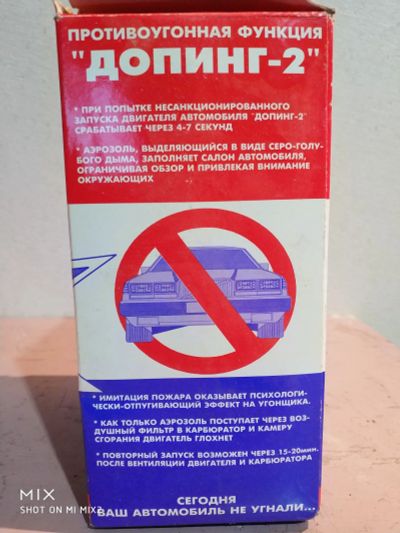 ПРОТИВОУГОННАЯ ФУНКЦИЯ
"ДОПИНГ-2"
• ПРИ ПОПЫТКЕ НЕСАНКЦИОНИРОВАННОГО
ЗАПУСКА ДВИГАТЕЛЯ АВТОМОБИЛЯ "ДОПИНГ-2"
СРАБАТЫВАЕТ ЧЕРЕЗ 4-7 СЕКУНД
• АЭРОЗОЛЬ, ВЫДЕЛЯЮЩИЙСЯ В ВИДЕ СЕРО-ГОЛУ-
БОГО ДЫМА, ЗАПОЛНЯЕТ САЛОН АВТОМОБИЛЯ,
ОГРАНИЧИВАЯ ОБЗОР И ПРИВЛЕКАЯ ВНИМАНИЕ
ОКРУЖАЮЩИХ
• ИМИТАЦИЯ ПОЖАРА ОКАЗЫВАЕТ ПСИХОЛОГИ-
ЧЕСКИ-ОТПУГИВАЮЩИЙ ЭФФЕКТ НА УГОНЩИКА.
• КАК ТОЛЬКО АЭРОЗОЛЬ ПОСТУПАЕТ ЧЕРЕЗ ВОЗ-
ДУШНЫЙ ФИЛЬТР В КАРБЮРАТОР И КАМЕРУ
СГОРАНИЯ ДВИГАТЕЛЬ ГЛОХНЕТ
• ПОВТОРНЫЙ ЗАПУСК ВОЗМОЖЕН ЧЕРЕЗ 15-20мин.
ПОСЛЕ ВЕНТИЛЯЦИИ ДВИГАТЕЛЯ И КАРБЮРАТОРА
СЕГОДНЯ
ВАШ АВТОМОБИЛЬ НЕ УГНАЛИ...
MIX
SHOT ON MI MIX